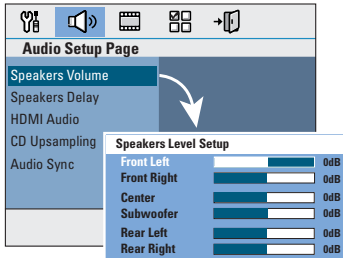 Audio Setup Page
Speakers Volume
Speakers Delay
HDMI Audio
CD Upsampling
Audio Sync
Speakers Level Setup
Front Left 0dB
Front Right 0dB
Center 0dB
Subwoofer 0dB
Rear Left 0dB
Rear Right 0dB